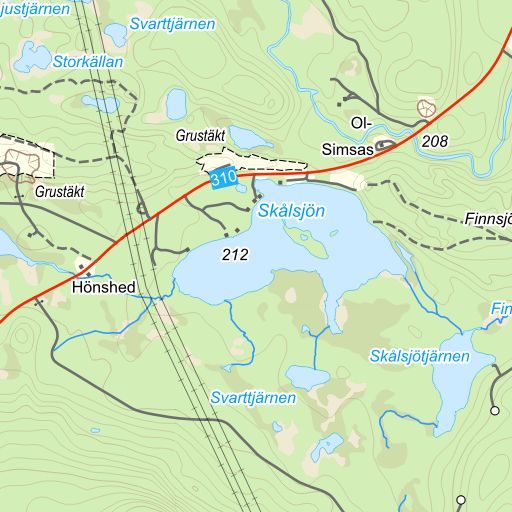 justjärnen
Svarttjärnen
Storkällan
Grustäkt
Ol-
Simsas
208
310
Grustäkt
Skålsjön
Finnsjö
212
Hönshed
Fin
Skålsjötjärnen
Svarttjärnen